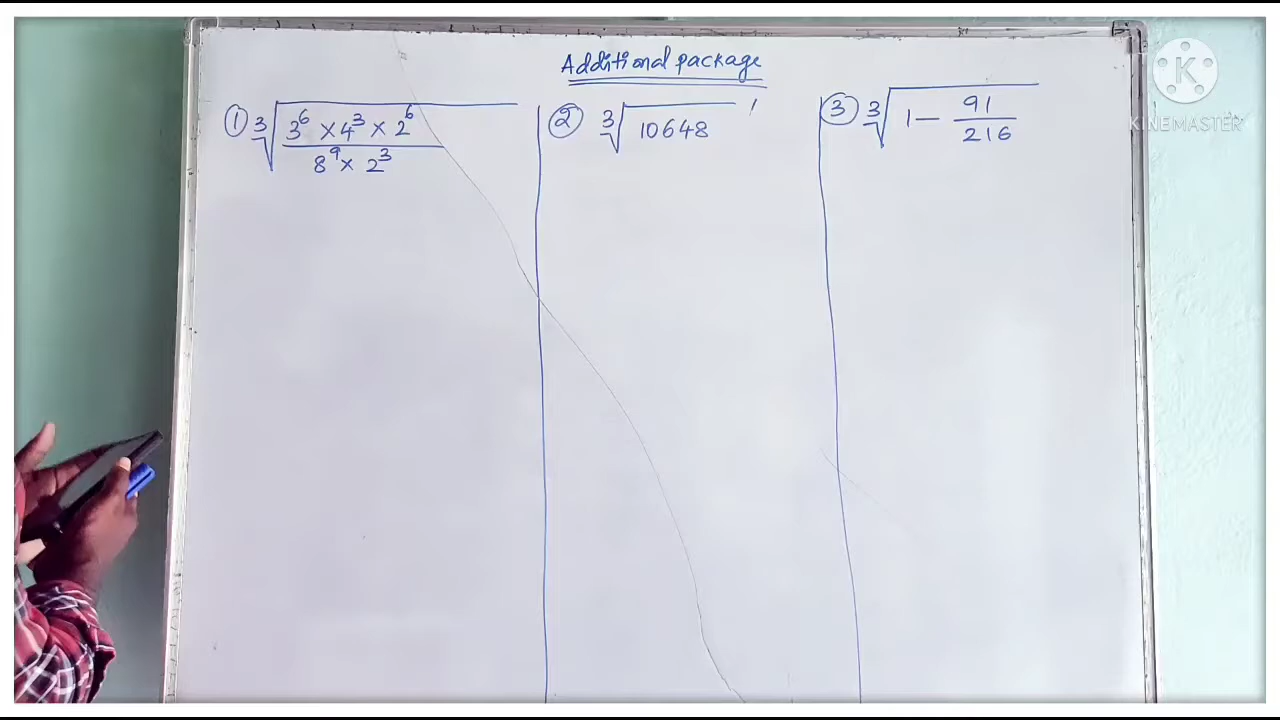 Additional package
① ∛(3⁶ × 4³ × 2⁶ / 8⁹ × 2³)
② ∛10648
③ ∛(1 − 91/216)
K
KINEMASTER